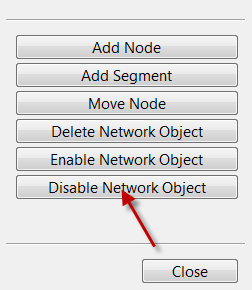 Add Node
Add Segment
Move Node
Delete Network Object
Enable Network Object
Disable Network Object
Close